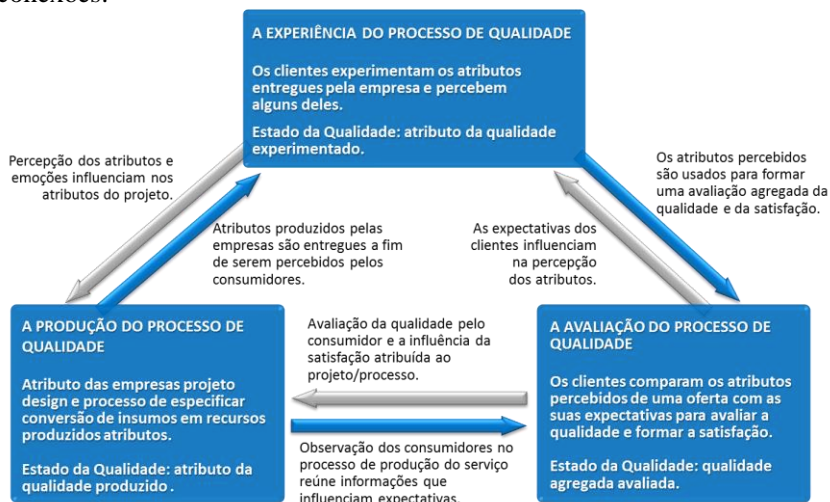 conexões.
A EXPERIÊNCIA DO PROCESSO DE QUALIDADE
Os clientes experimentam os atributos
entregues pela empresa e percebem
alguns deles.
Estado da Qualidade: atributo da qualidade
experimentado.
Percepção dos atributos e
emoções influenciam nos
atributos do projeto.
Os atributos percebidos
são usados para formar
uma avaliação agregada da
qualidade e da satisfação.
Atributos produzidos pelas
empresas são entregues a fim
de serem percebidos pelos
consumidores.
As expectativas dos
clientes influenciam
na percepção
dos atributos.
A PRODUÇÃO DO PROCESSO DE
QUALIDADE
Atributo das empresas projeto
design e processo de especificar
conversão de insumos em recursos
produzidos atributos.
Estado da Qualidade: atributo da
qualidade produzido .
Avaliação da qualidade pelo
consumidor e a influência da
satisfação atribuída ao
projeto/processo.
Observação dos consumidores no
processo de produção do serviço
reúne informações que
influenciam expectativas.
A AVALIAÇÃO DO PROCESSO DE
QUALIDADE
Os clientes comparam os atributos
percebidos de uma oferta com as
suas expectativas para avaliar a
qualidade e formar a satisfação.
Estado da Qualidade: qualidade
agregada avaliada.